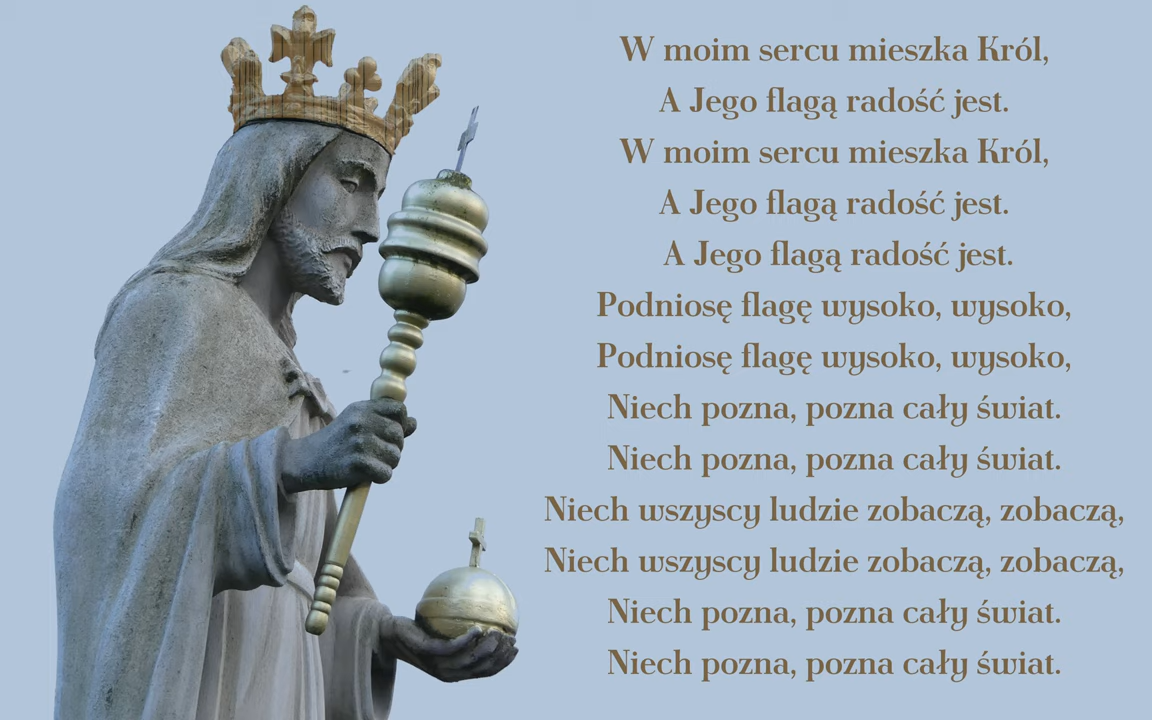 W moim sercu mieszka Król,
A Jego flagą radość jest.
W moim sercu mieszka Król,
A Jego flagą radość jest.
A Jego flagą radość jest.
Podniosę flagę wysoko, wysoko,
Podniosę flagę wysoko, wysoko,
Niech pozna, pozna cały świat.
Niech pozna, pozna cały świat.
Niech wszyscy ludzie zobaczą, zobaczą,
Niech wszyscy ludzie zobaczą, zobaczą,
Niech pozna, pozna cały świat.
Niech pozna, pozna cały świat.